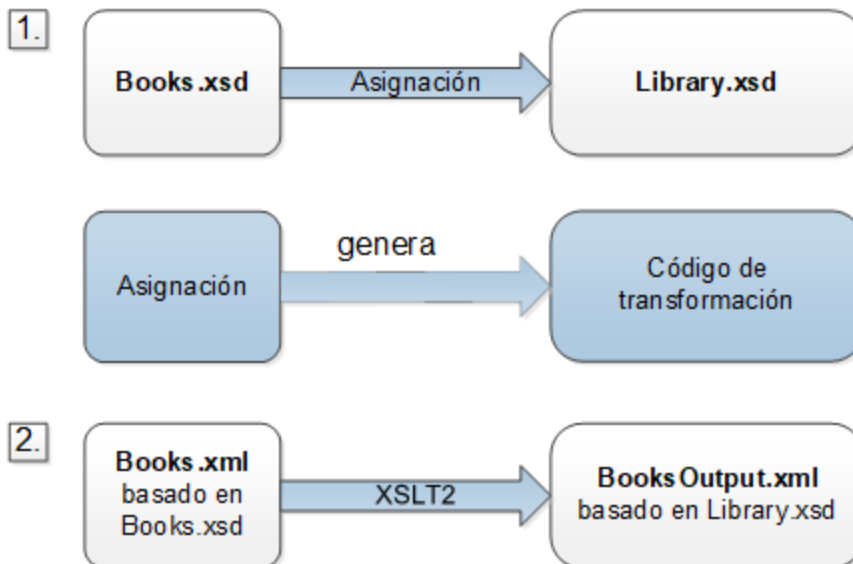 1.
Books.xsd
Asignación
Library.xsd
Asignación
genera
Código de
transformación
2.
Books.xml
basado en
Books.xsd
XSLT2
BooksOutput.xml
basado en Library.xsd